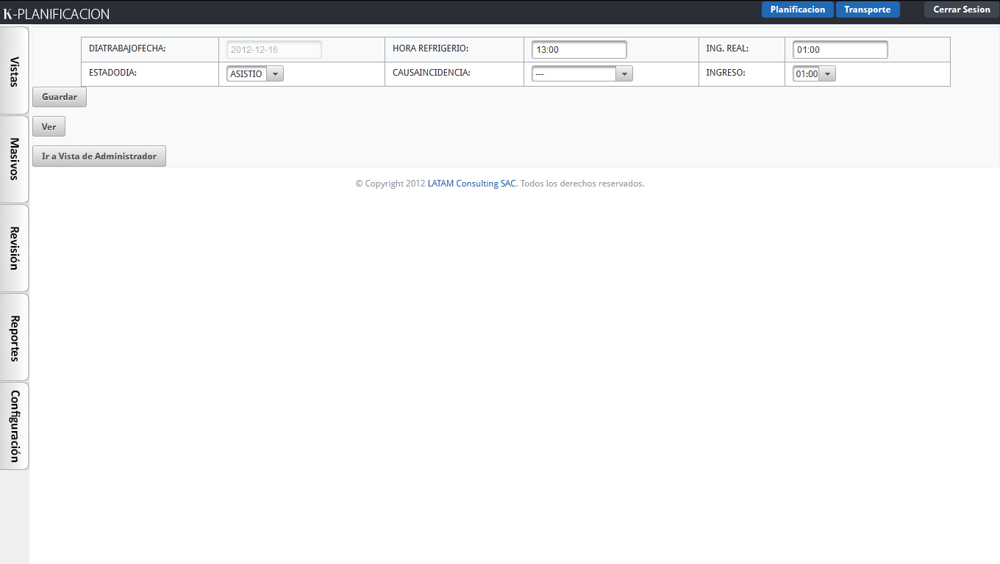 K-PLANIFICACION
Planificacion Transporte Cerrar Sesion
Vistas
Masivos
Revisión
Reportes
Configuración
DIATRABAJOFECHA: 2012-12-16 HORA REFRIGERIO: 13:00 ING. REAL: 01:00
ESTADODIA: ASISTIO CAUSAINCIDENCIA: --- INGRESO: 01:00
Guardar
Ver
Ir a Vista de Administrador
© Copyright 2012 LATAM Consulting SAC. Todos los derechos reservados.